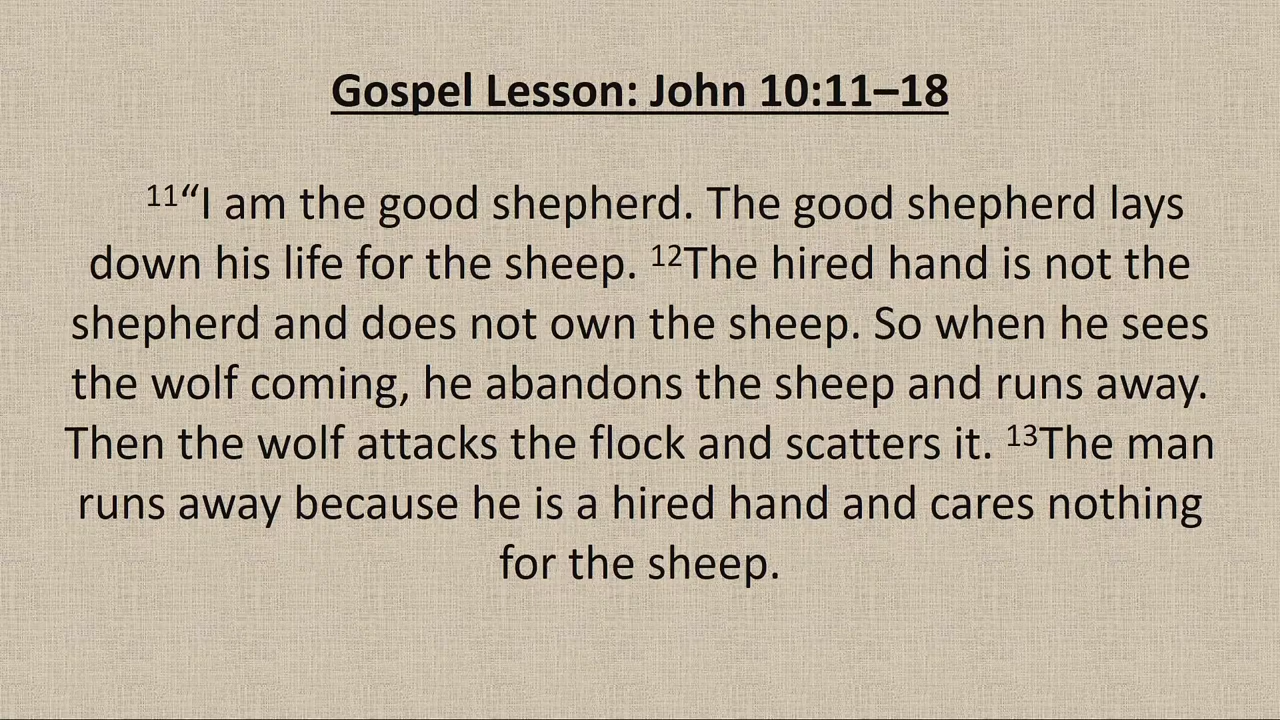 Gospel Lesson: John 10:11–18
11“I am the good shepherd. The good shepherd lays
down his life for the sheep. 12The hired hand is not the
shepherd and does not own the sheep. So when he sees
the wolf coming, he abandons the sheep and runs away.
Then the wolf attacks the flock and scatters it. 13The man
runs away because he is a hired hand and cares nothing
for the sheep.